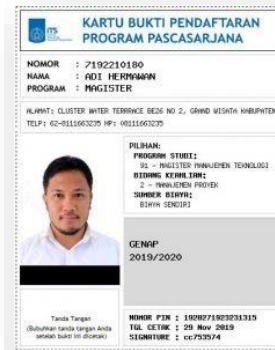 ITS
KARTU BUKTI PENDAFTARAN
PROGRAM PASCASARJANA
NOMOR : 7192210180
NAMA : ADI HERMAWAN
PROGRAM : MAGISTER
ALAMAT: CLUSTER WATER TERRRACE BE26 NO 2, GRAND WISATA KABUPATEN
TELP: 62-8111663235 HP: 08111663235
PILIHAN:
PROGRAM STUDI:
91 - MAGISTER MANAJEMEN TEKNOLOGI
BIDANG KEAHLIAN:
2 - MANAJEMEN PROYEK
SUMBER BIAYA:
BIAYA SENDIRI
GENAP
2019/2020
Tanda Tangan
(Bubuhkan tanda tangan Anda
setelah bukti ini dicetak)
NOMOR PIN : 1920271923231315
TGL CETAK : 29 Nov 2019
SIGNATURE : cc753574